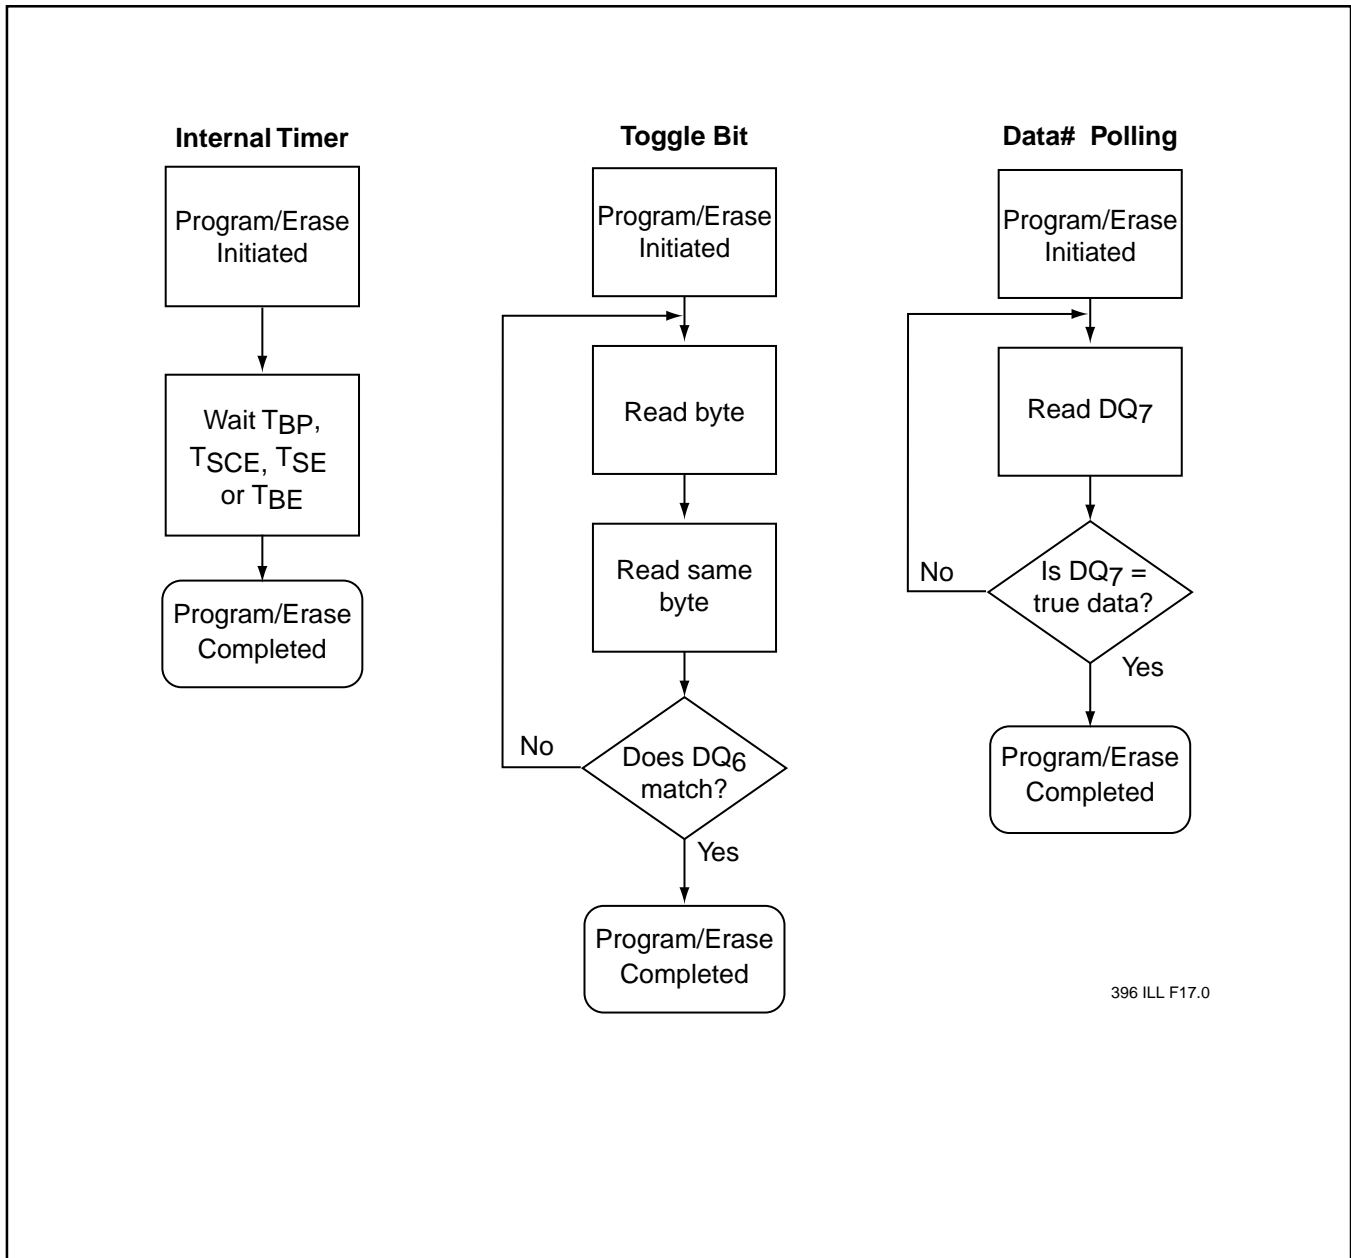 Internal Timer
Program/Erase
Initiated
Wait TBP,
TSCE, TSE
or TBE
Program/Erase
Completed
Toggle Bit
Program/Erase
Initiated
Read byte
Read same
byte
No
Does DQ6
match?
Yes
Program/Erase
Completed
Data# Polling
Program/Erase
Initiated
Read DQ7
No
Is DQ7 =
true data?
Yes
Program/Erase
Completed
396 ILL F17.0